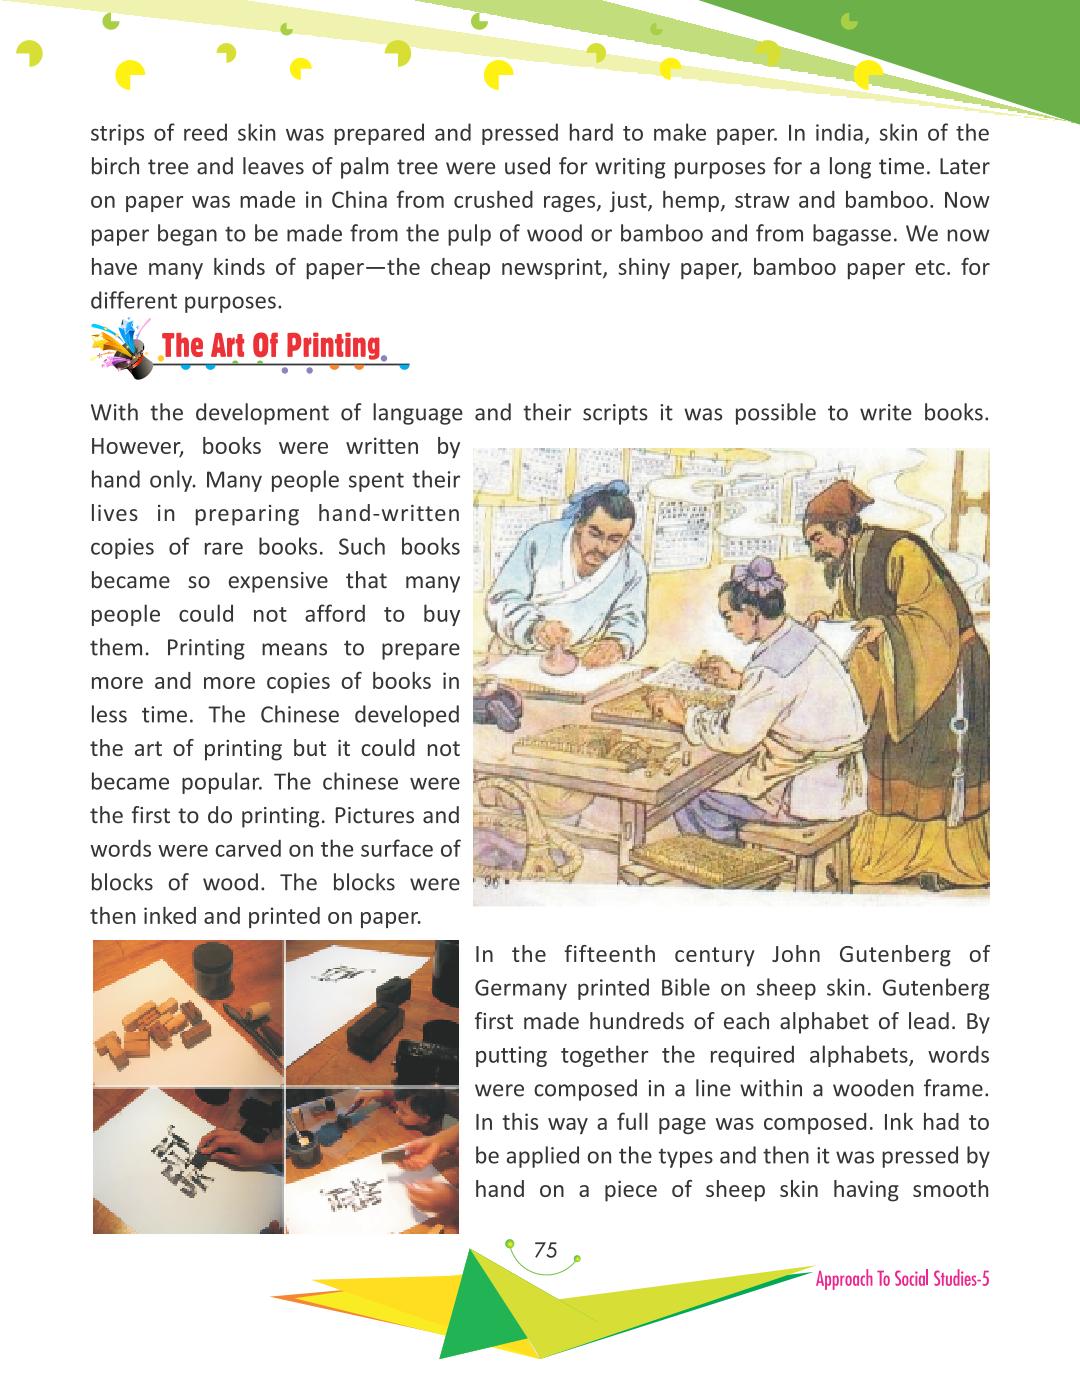 strips of reed skin was prepared and pressed hard to make paper. In india, skin of the
birch tree and leaves of palm tree were used for writing purposes for a long time. Later
on paper was made in China from crushed rages, just, hemp, straw and bamboo. Now
paper began to be made from the pulp of wood or bamboo and from bagasse. We now
have many kinds of paper—the cheap newsprint, shiny paper, bamboo paper etc. for
different purposes.
The Art Of Printing
With the development of language and their scripts it was possible to write books.
However, books were written by
hand only. Many people spent their
lives in preparing hand-written
copies of rare books. Such books
became so expensive that many
people could not afford to buy
them. Printing means to prepare
more and more copies of books in
less time. The Chinese developed
the art of printing but it could not
became popular. The chinese were
the first to do printing. Pictures and
words were carved on the surface of
blocks of wood. The blocks were
then inked and printed on paper.
In the fifteenth century John Gutenberg of
Germany printed Bible on sheep skin. Gutenberg
first made hundreds of each alphabet of lead. By
putting together the required alphabets, words
were composed in a line within a wooden frame.
In this way a full page was composed. Ink had to
be applied on the types and then it was pressed by
hand on a piece of sheep skin having smooth
75
Approach To Social Studies-5